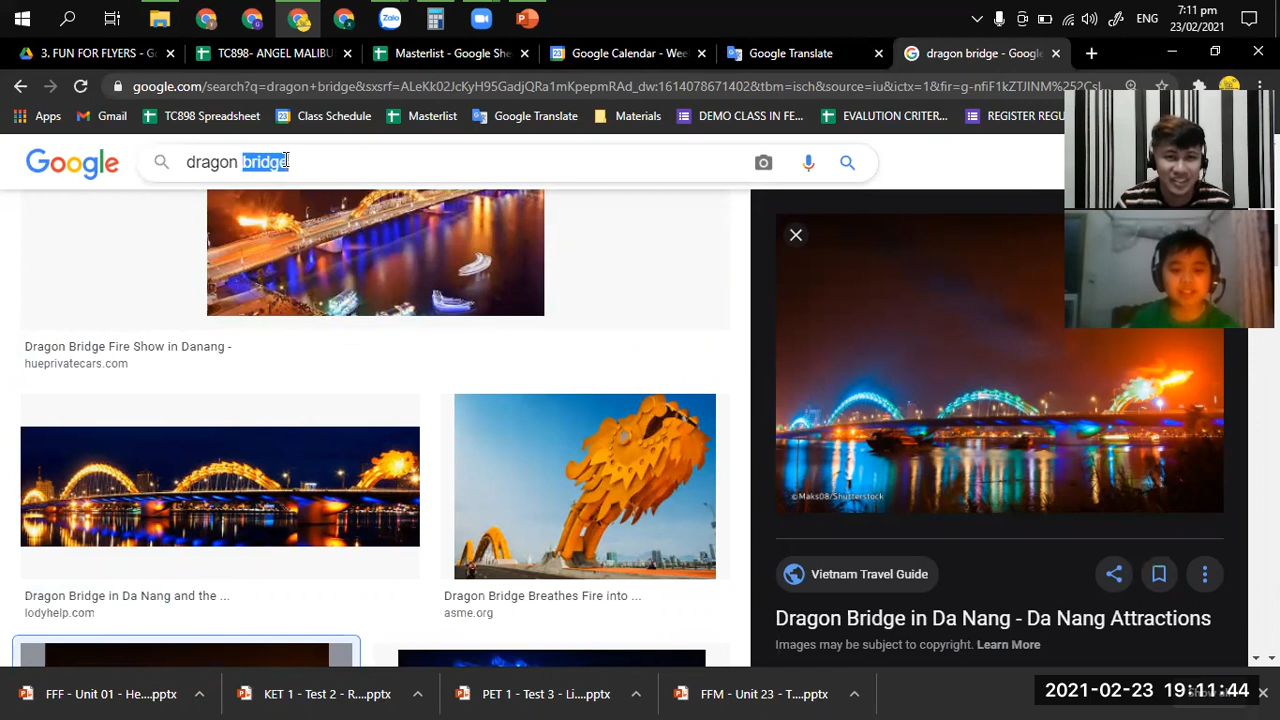 7:11 pm
ENG
23/02/2021
Zalo
3. FUN FOR FLYERS - G
TC898- ANGEL MALIBU
Masterlist - Google She
Google Calendar - Wee
Google Translate
dragon bridge - Google
google.com/search?q=dragon+bridge&sxsrf=ALeKk02JcKyH95GadjQRa1mKpepmRAd_dw:1614078671402&tbm=isch&source=iu&ictx=1&fir=g-nfiF1kZTJINM%252CsL
Apps
Gmail
TC898 Spreadsheet
Class Schedule
Masterlist
Google Translate
Materials
DEMO CLASS IN FE...
EVALUTION CRITER...
REGISTER REGU
Google
dragon bridge
Dragon Bridge Fire Show in Danang -
hueprivatecars.com
©Maks08/Shutterstock
Dragon Bridge in Da Nang and the ...
lodyhelp.com
Dragon Bridge Breathes Fire into ...
asme.org
Vietnam Travel Guide
Dragon Bridge in Da Nang - Da Nang Attractions
Images may be subject to copyright. Learn More
FFF - Unit 01 - He....pptx
KET 1 - Test 2 - R....pptx
PET 1 - Test 3 - Li....pptx
FFM - Unit 23 - T....pptx
2021-02-23 19:11:44